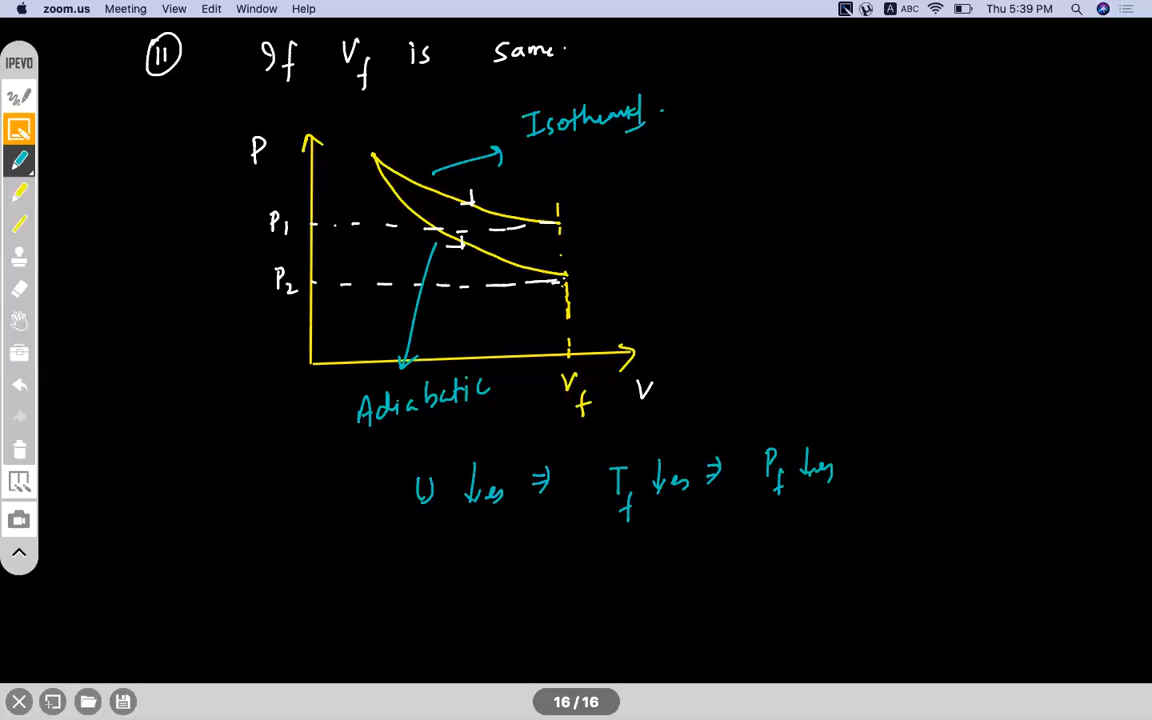 zoom.us Meeting View Edit Window Help ABC Thu 5:39 PM
IPEVO
11 If Vf is same.
Isothermal.
P
P1
P2
Vf V
Adiabatic
U ↓es ⇒ Tf ↓es ⇒ Pf ↓es
16 / 16